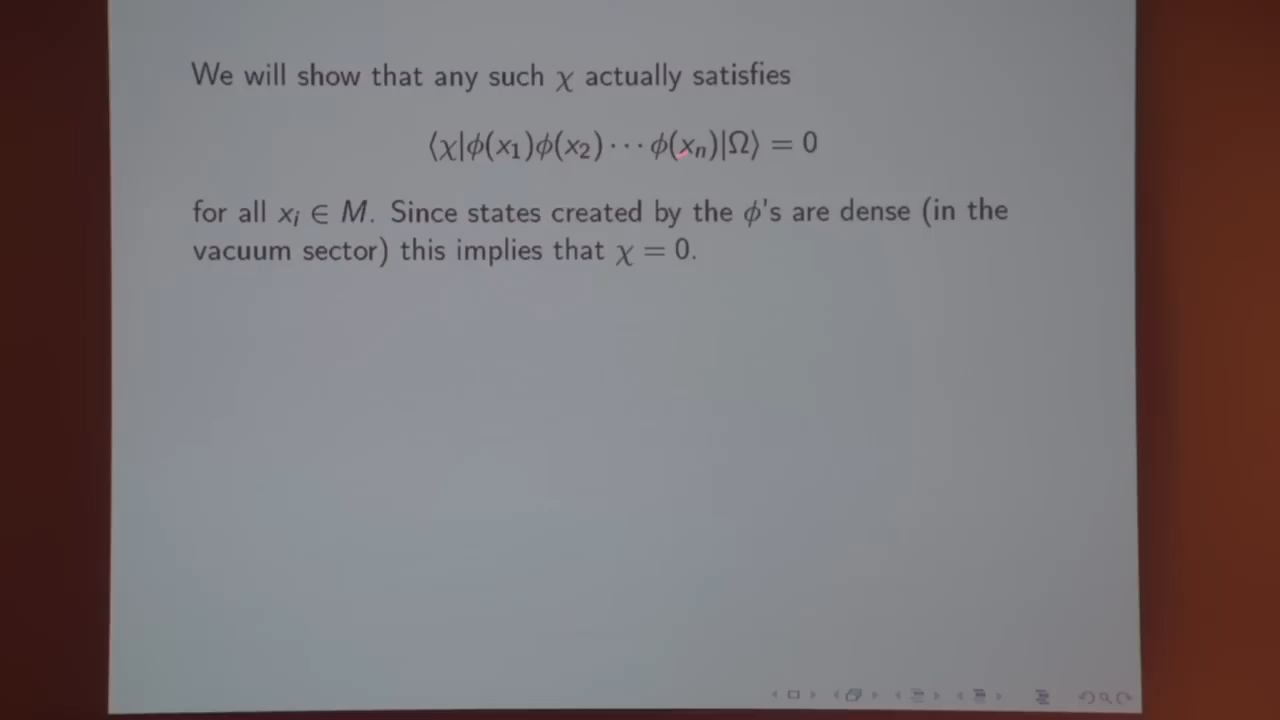 We will show that any such χ actually satisfies
⟨χ|ϕ(x₁)ϕ(x₂)⋯ϕ(xₙ)|Ω⟩ = 0
for all xᵢ ∈ M. Since states created by the ϕ's are dense (in the
vacuum sector) this implies that χ = 0.